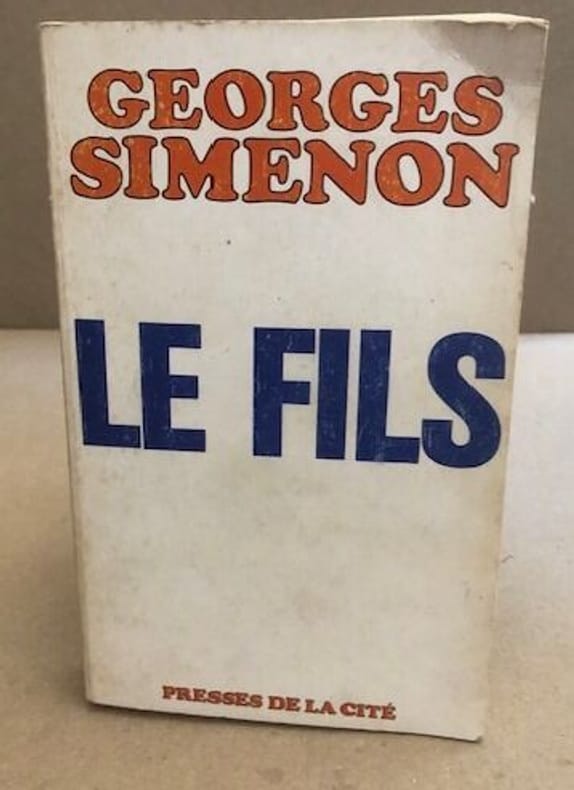 GEORGES
SIMENON
LE FILS
PRESSES DE LA CITÉ